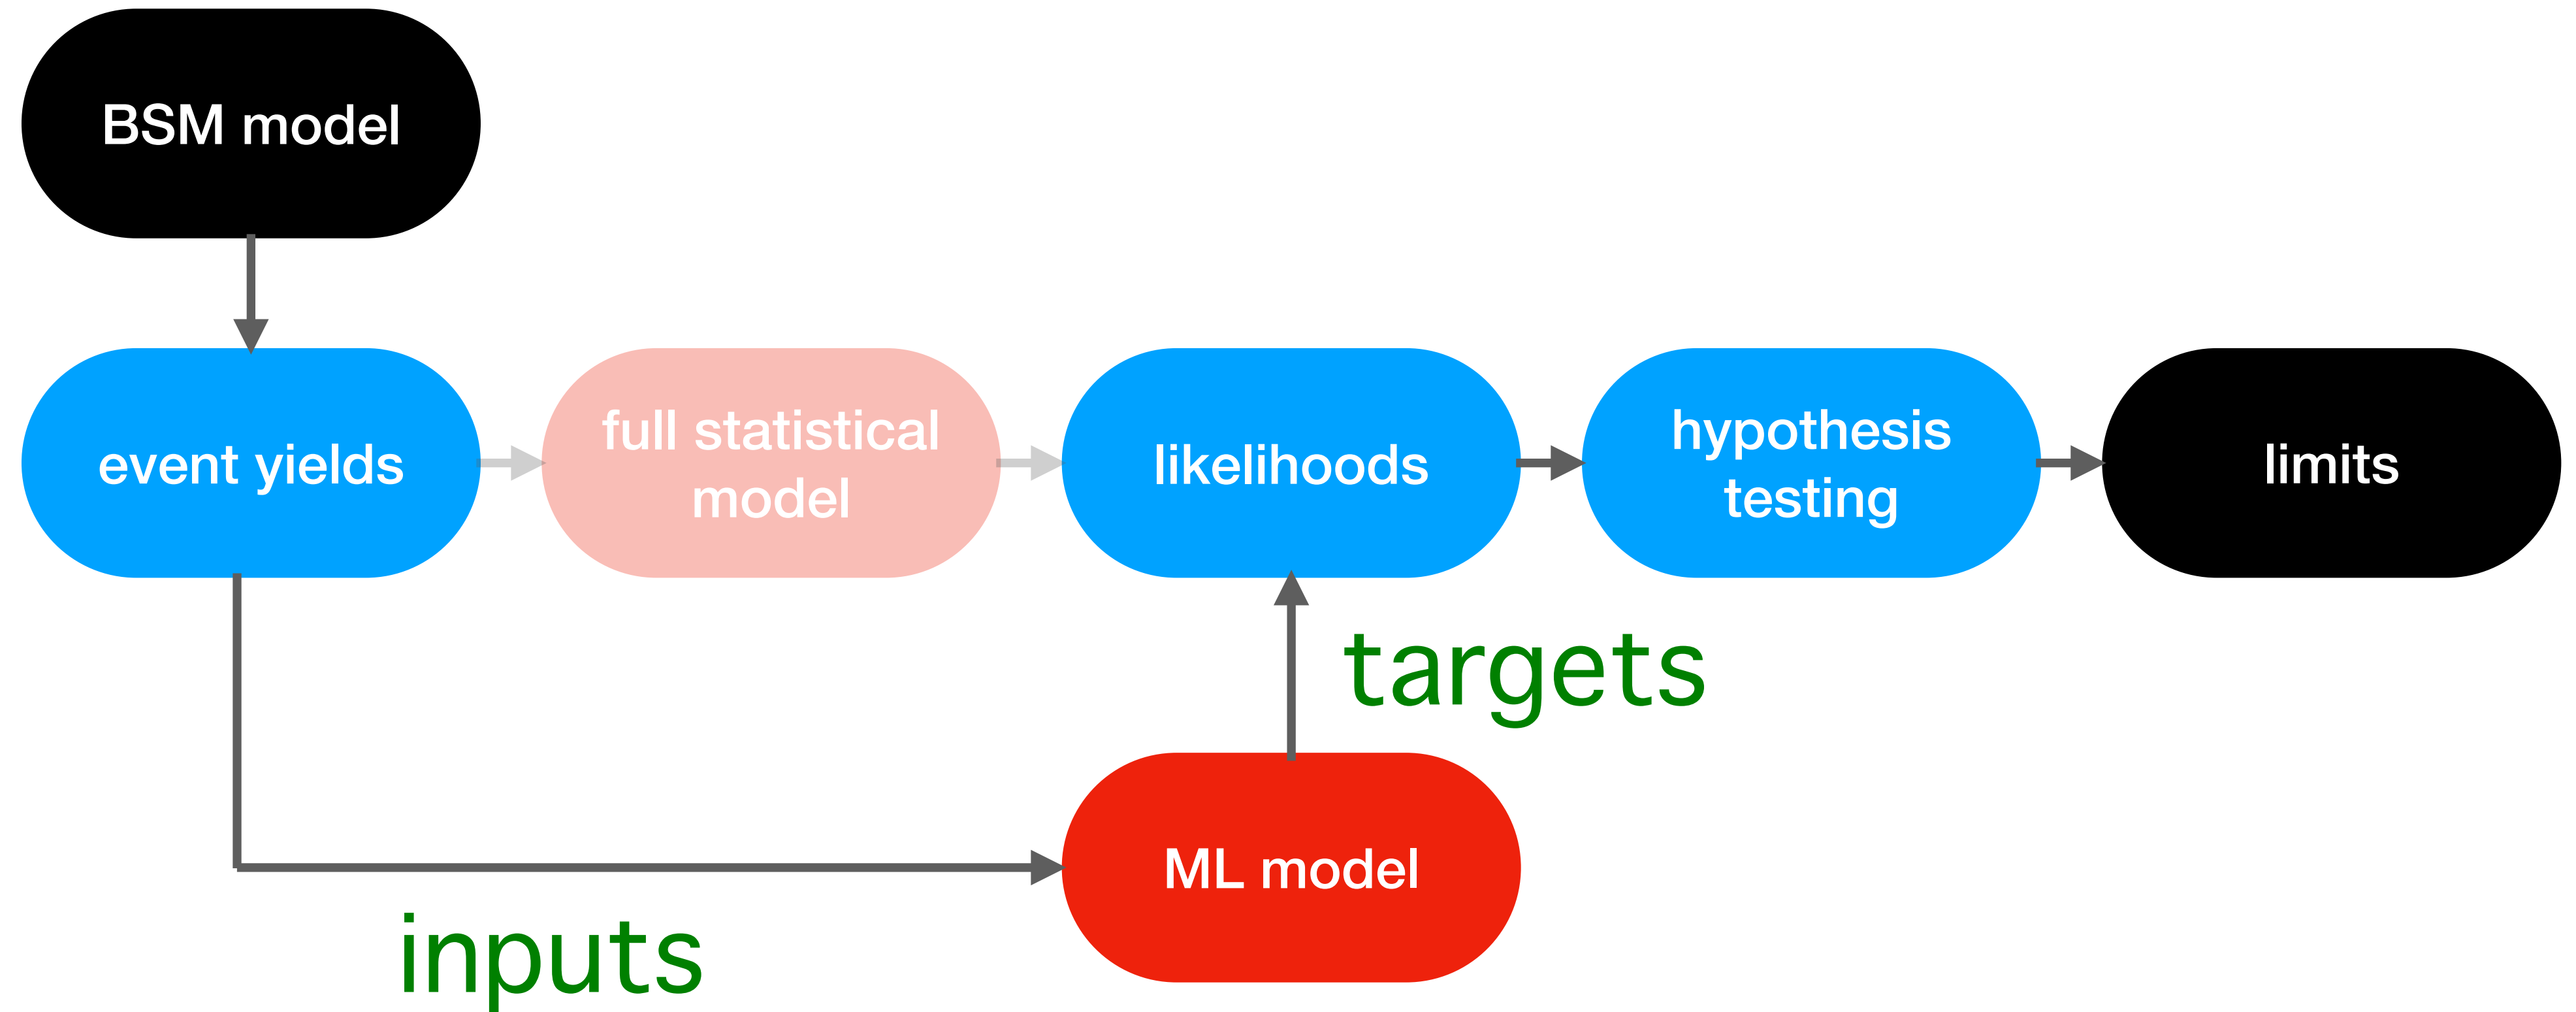 BSM model
event yields
full statistical
model
likelihoods
hypothesis
testing
limits
targets
ML model
inputs